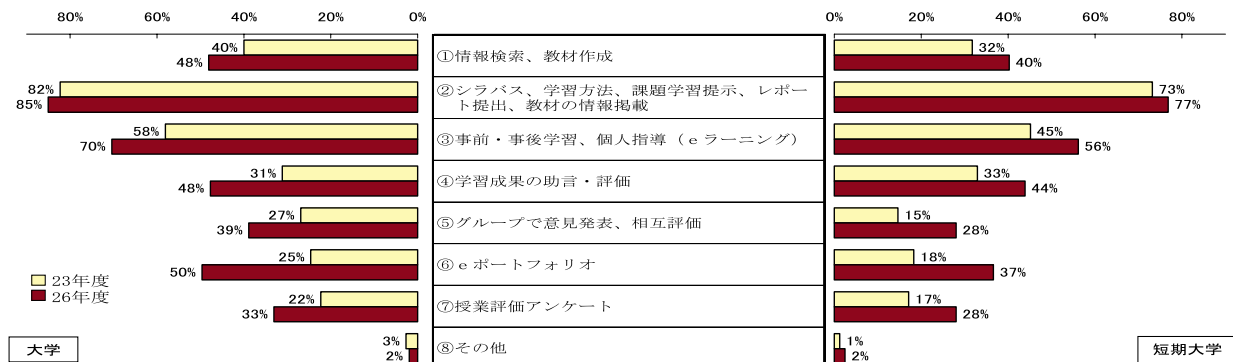 80% 60% 40% 20% 0% 0% 20% 40% 60% 80%
40% ①情報検索、教材作成 32%
48% 40%
82% ②シラバス、学習方法、課題学習提示、レポー 73%
85% ト提出、教材の情報掲載 77%
58% ③事前・事後学習、個人指導（ｅラーニング） 45%
70% 56%
31% ④学習成果の助言・評価 33%
48% 44%
27% ⑤グループで意見発表、相互評価 15%
39% 28%
25% ⑥ｅポートフォリオ 18%
50% 37%
23年度
26年度
22% ⑦授業評価アンケート 17%
33% 28%
3% ⑧その他 1%
2% 2%
大学 短期大学